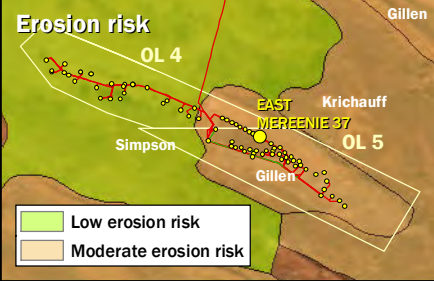 Gillen
Erosion risk
OL 4
EAST
MEREENIE 37
Krichauff
OL 5
Simpson
Gillen
Low erosion risk
Moderate erosion risk